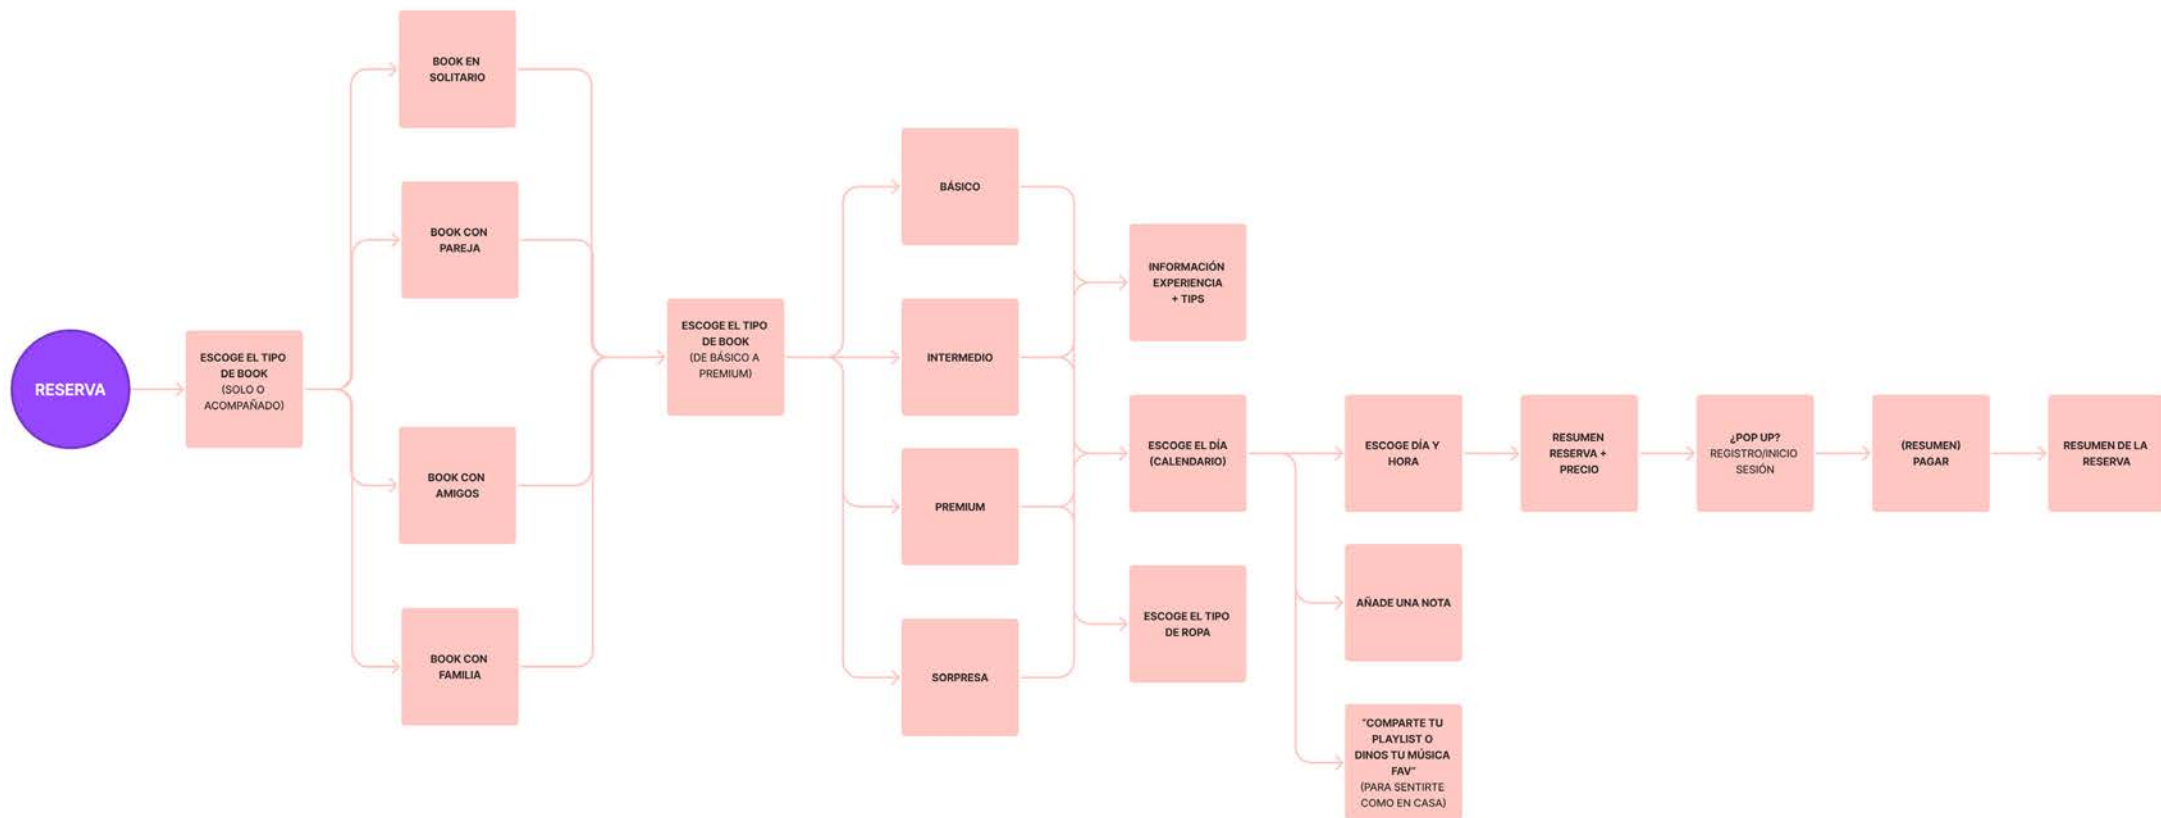 RESERVA
ESCOGE EL TIPO
DE BOOK
(SOLO O
ACOMPAÑADO)
BOOK EN
SOLITARIO
BOOK CON
PAREJA
BOOK CON
AMIGOS
BOOK CON
FAMILIA
ESCOGE EL TIPO
DE BOOK
(DE BÁSICO A
PREMIUM)
BÁSICO
INTERMEDIO
PREMIUM
SORPRESA
INFORMACIÓN
EXPERIENCIA
+ TIPS
ESCOGE EL DÍA
(CALENDARIO)
ESCOGE EL TIPO
DE ROPA
ESCOGE DÍA Y
HORA
AÑADE UNA NOTA
"COMPARTE TU
PLAYLIST O
DINOS TU MÚSICA
FAV"
(PARA SENTIRTE
COMO EN CASA)
RESUMEN
RESERVA +
PRECIO
¿POP UP?
REGISTRO/INICIO
SESIÓN
(RESUMEN)
PAGAR
RESUMEN DE LA
RESERVA